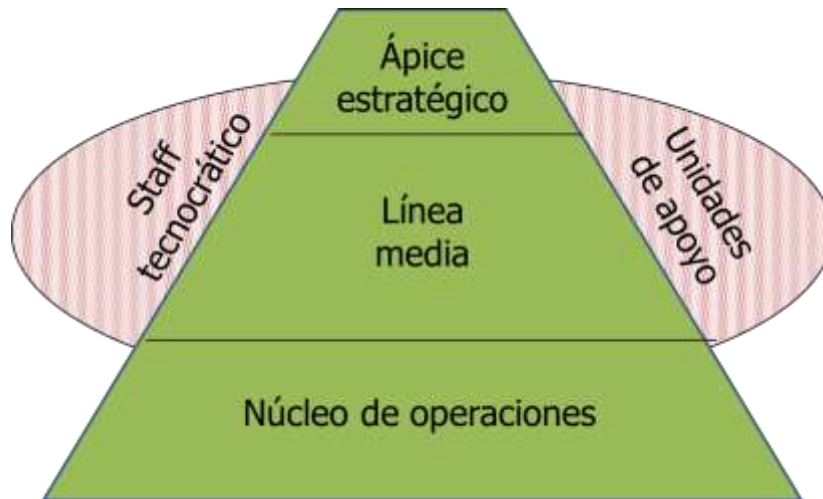 Ápice
estratégico
Staff
tecnocrático
Línea
media
Unidades
de apoyo
Núcleo de operaciones